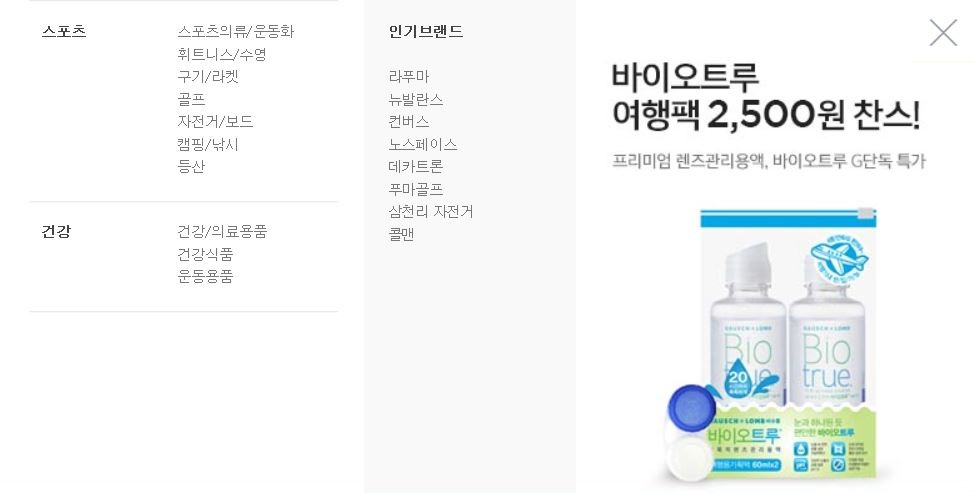 스포츠
스포츠의류/운동화
휘트니스/수영
구기/라켓
골프
자전거/보드
캠핑/낚시
등산
건강
건강/의료용품
건강식품
운동용품
인기브랜드
라푸마
뉴발란스
컨버스
노스페이스
데카트론
푸마골프
삼천리 자전거
콜맨
바이오트루
여행팩 2,500원 찬스!
프리미엄 렌즈관리용액, 바이오트루 G단독 특가
BAUSCH + LOMB
Bio
true
20
BAUSCH + LOMB
Bio
true
BAUSCH + LOMB
바이오트루
눈과 하나된 듯
편안한 바이오트루
60mlx2